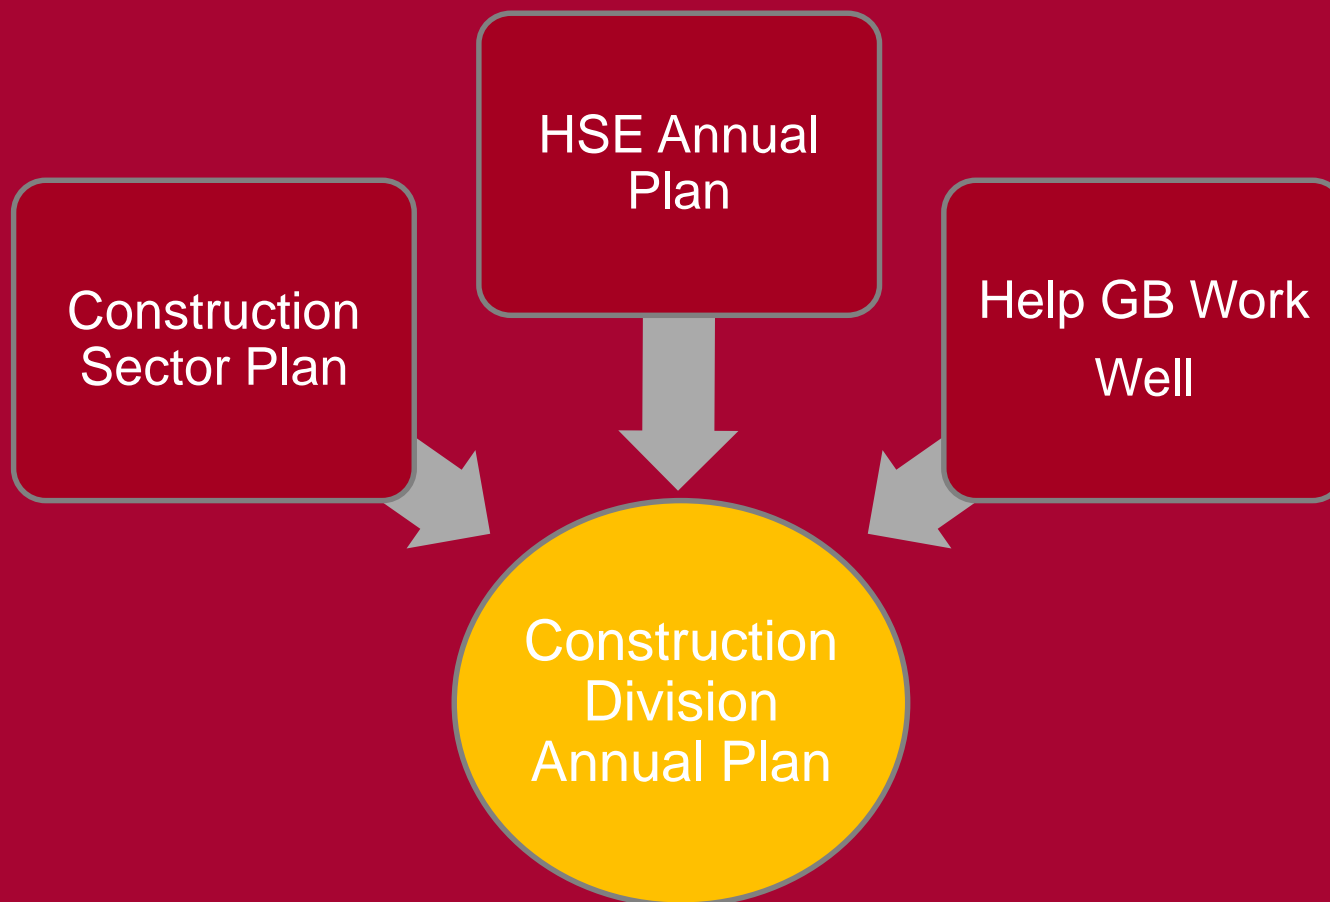 HSE Annual
Plan
Construction
Sector Plan
Help GB Work
Well
Construction
Division
Annual Plan